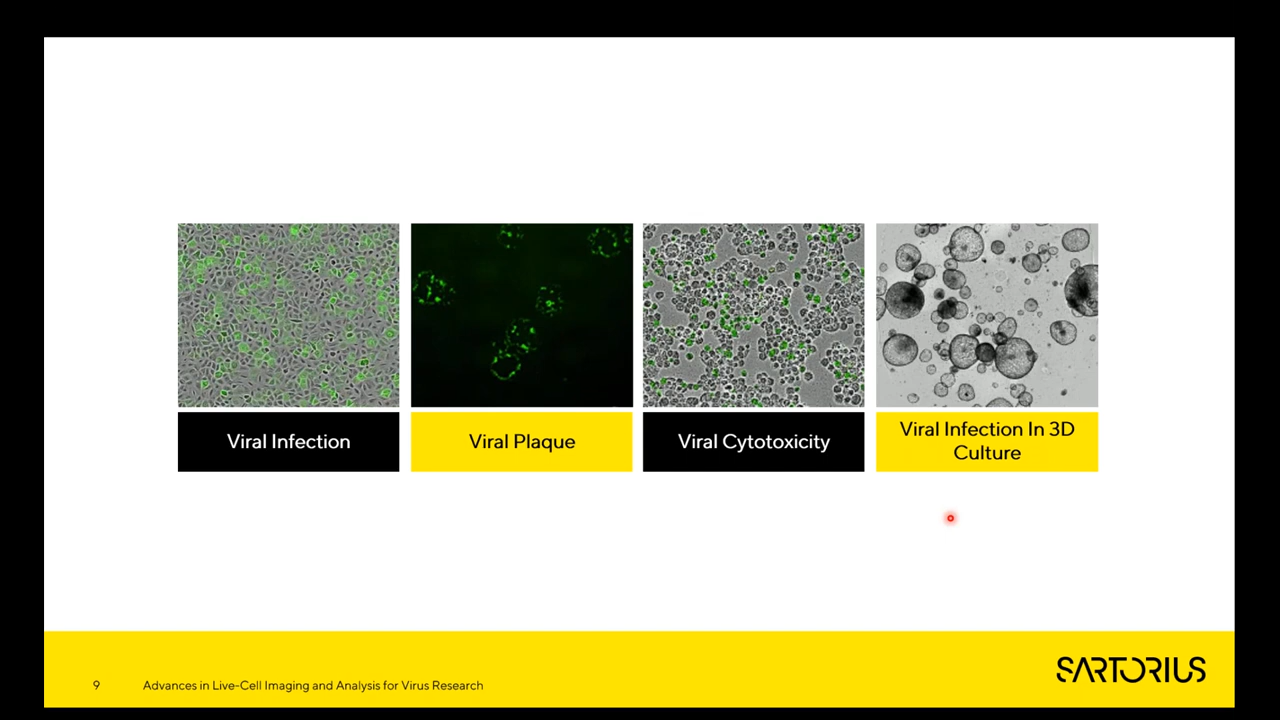 Viral Infection
Viral Plaque
Viral Cytotoxicity
Viral Infection In 3D
Culture
9
Advances in Live-Cell Imaging and Analysis for Virus Research
SARTORIUS